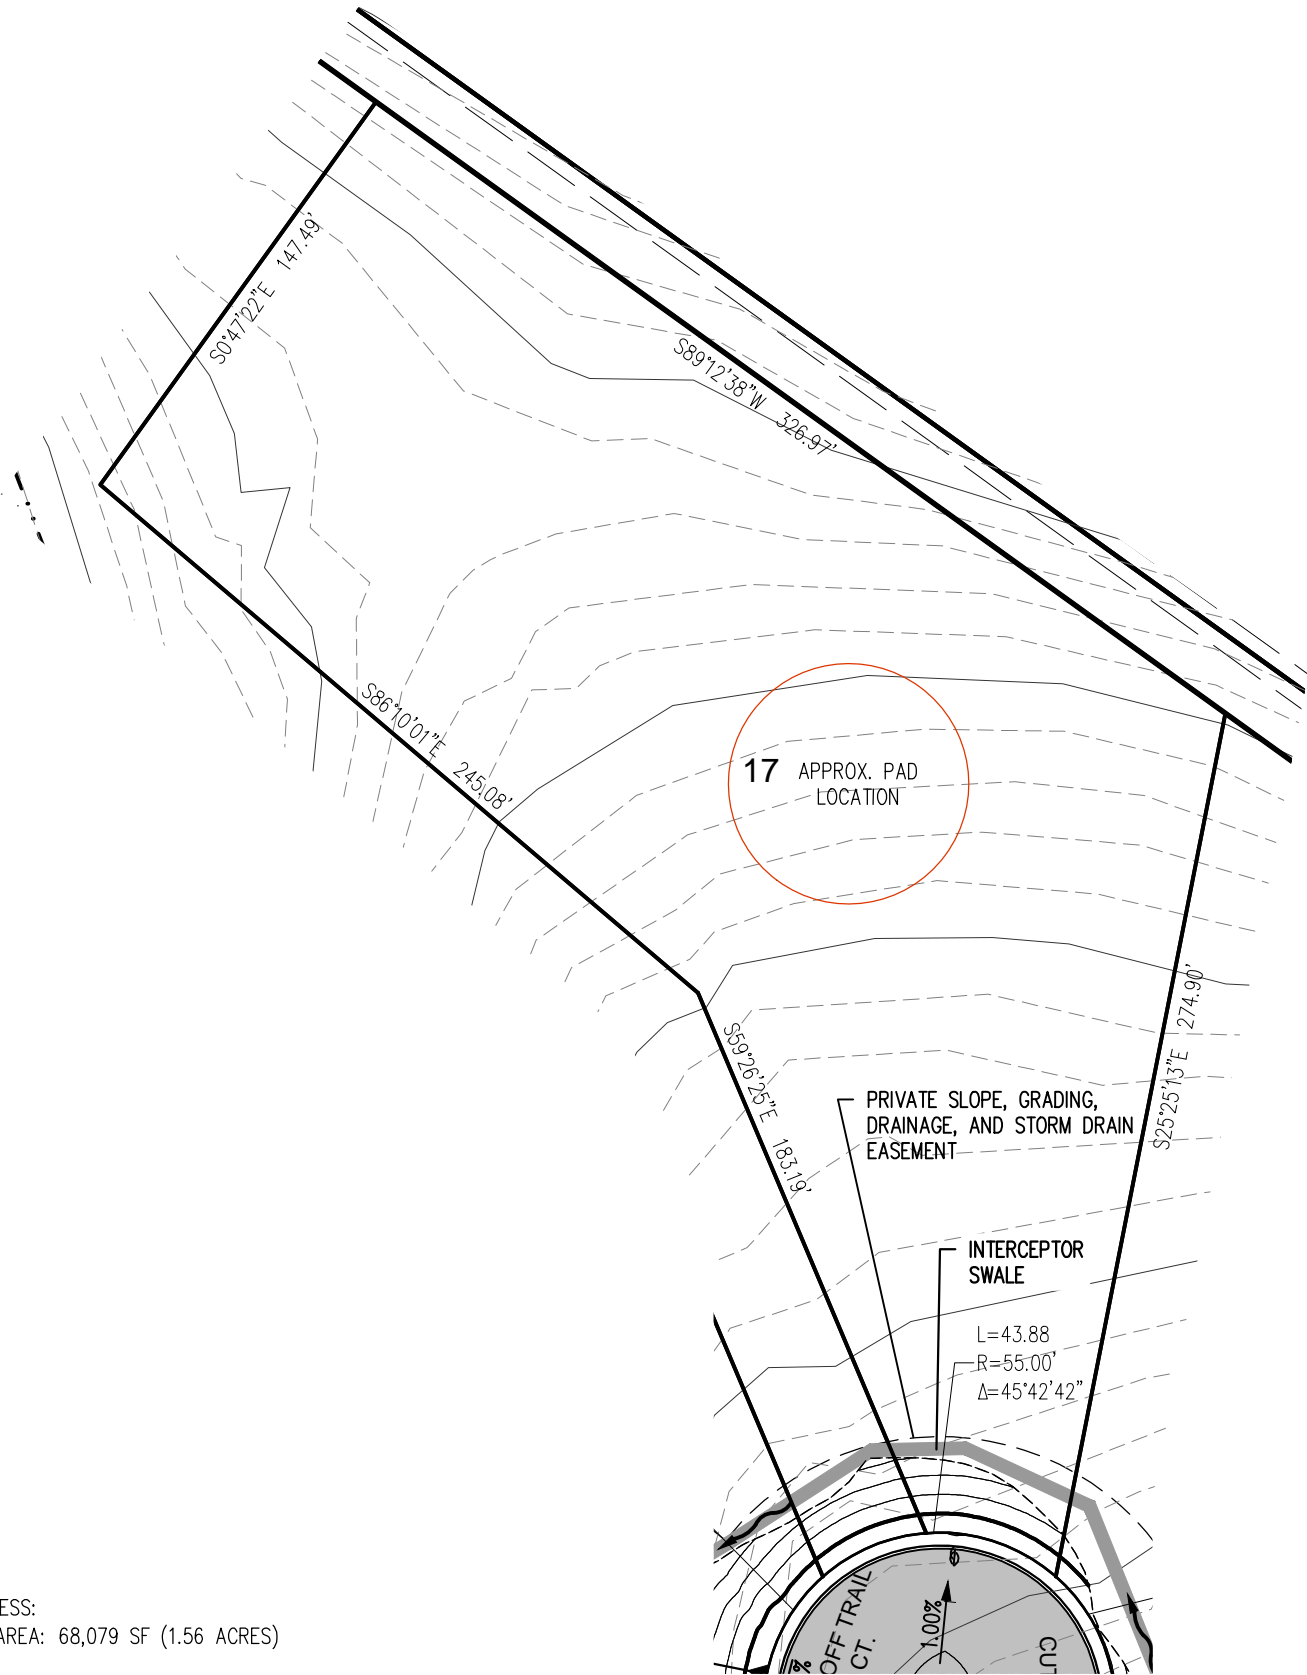 S0°47'22"E 147.49'
S89°12'38"W 326.97'
S86°10'01"E 245.08'
17 APPROX. PAD
LOCATION
S59°26'25"E 183.19'
S25°25'13"E 274.90'
PRIVATE SLOPE, GRADING,
DRAINAGE, AND STORM DRAIN
EASEMENT
INTERCEPTOR
SWALE
L=43.88
R=55.00'
Δ=45°42'42"
OFF TRAIL
CT.
1.00%
%
CU
ESS:
AREA: 68,079 SF (1.56 ACRES)